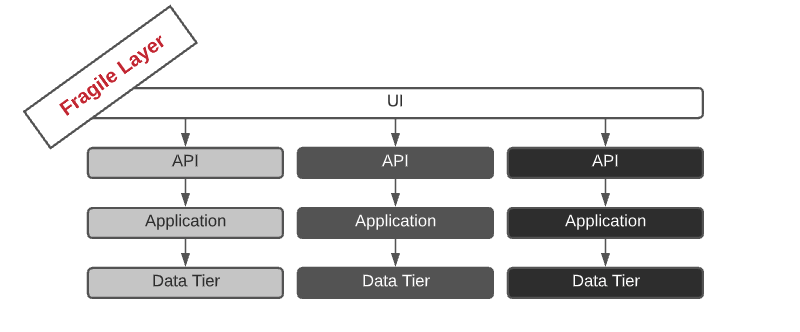 Fragile Layer
UI
API
API
API
Application
Application
Application
Data Tier
Data Tier
Data Tier